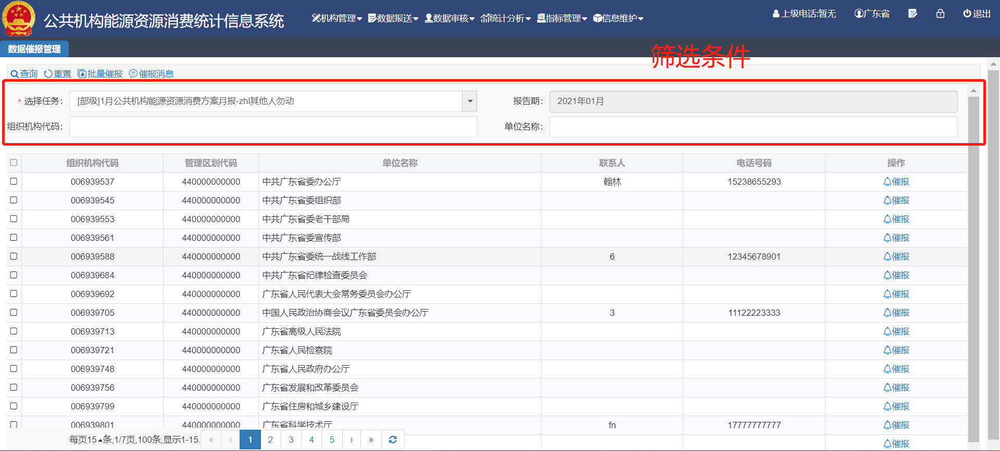 公共机构能源资源消费统计信息系统 机构管理 数据报送 数据审核 统计分析 指标管理 信息维护 上级电话:暂无 广东省 退出
数据催报管理
筛选条件
查询 重置 批量催报 催报消息
* 选择任务: [部级]1月公共机构能源资源消费方案月报-zhl其他人勿动 报告期: 2021年01月
组织机构代码: 单位名称:
组织机构代码 管理区划代码 单位名称 联系人 电话号码 操作
006939537 440000000000 中共广东省委办公厅 翰林 15238655293 催报
006939545 440000000000 中共广东省委组织部 催报
006939553 440000000000 中共广东省委老干部局 催报
006939561 440000000000 中共广东省委宣传部 催报
006939588 440000000000 中共广东省委统一战线工作部 6 12345678901 催报
006939684 440000000000 中共广东省纪律检查委员会 催报
006939692 440000000000 广东省人民代表大会常务委员会办公厅 催报
006939705 440000000000 中国人民政治协商会议广东省委员会办公厅 3 11122223333 催报
006939713 440000000000 广东省高级人民法院 催报
006939721 440000000000 广东省人民检察院 催报
006939748 440000000000 广东省人民政府办公厅 催报
006939756 440000000000 广东省发展和改革委员会 催报
006939799 440000000000 广东省住房和城乡建设厅 催报
006939801 440000000000 广东省科学技术厅 fn 17777777777 催报
每页15条,1/7页,100条,显示1-15. « ‹ 1 2 3 4 5 › » 催报